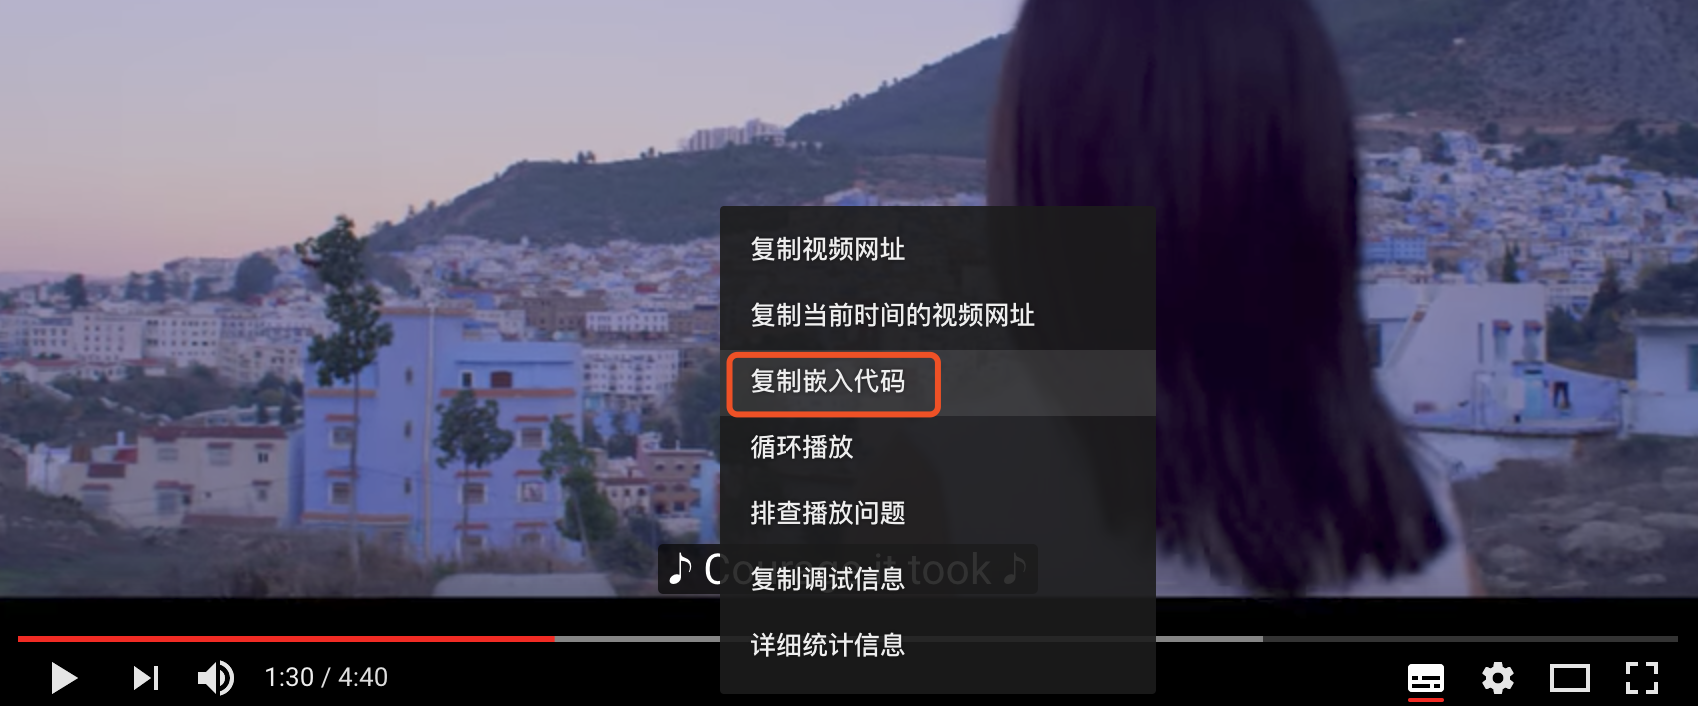 复制视频网址
复制当前时间的视频网址
复制嵌入代码
循环播放
排查播放问题
♪ Courage it took ♪
复制调试信息
详细统计信息
1:30 / 4:40